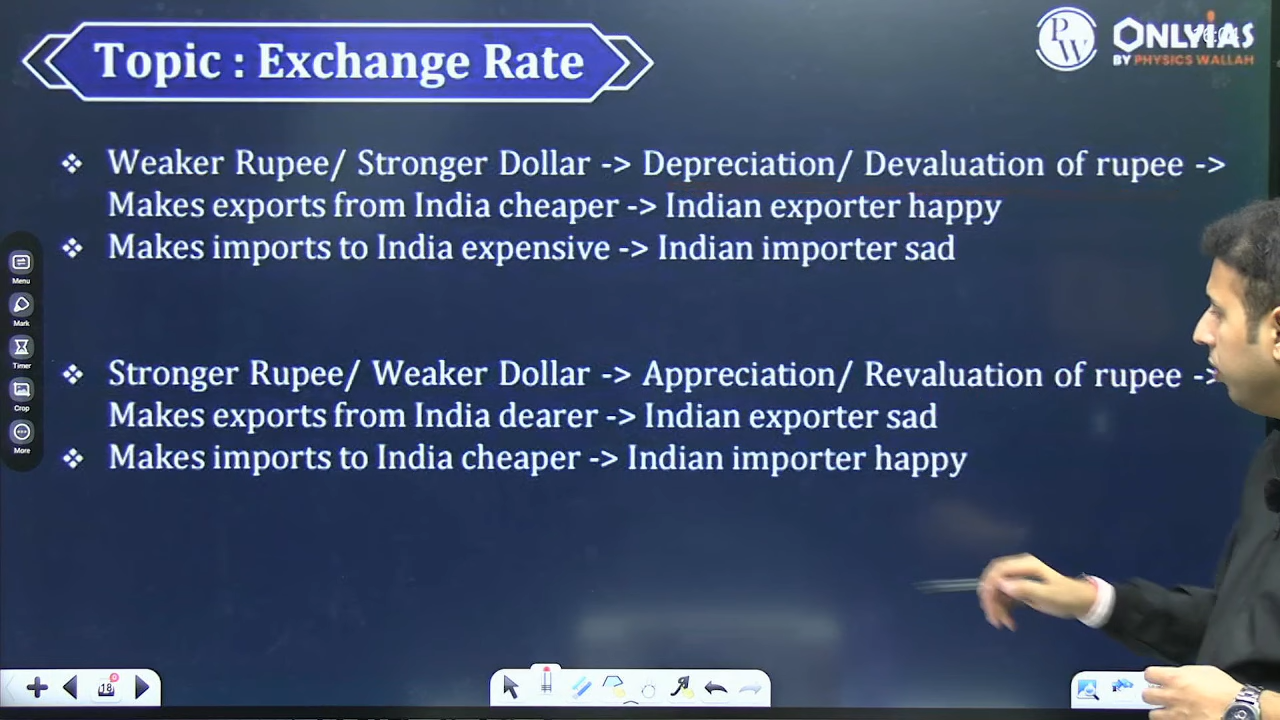 Topic : Exchange Rate
PW
ONLYIAS
BY PHYSICS WALLAH
❖ Weaker Rupee/ Stronger Dollar -> Depreciation/ Devaluation of rupee ->
Makes exports from India cheaper -> Indian exporter happy
❖ Makes imports to India expensive -> Indian importer sad
❖ Stronger Rupee/ Weaker Dollar -> Appreciation/ Revaluation of rupee ->
Makes exports from India dearer -> Indian exporter sad
❖ Makes imports to India cheaper -> Indian importer happy
Menu
Mark
Timer
Crop
More
18